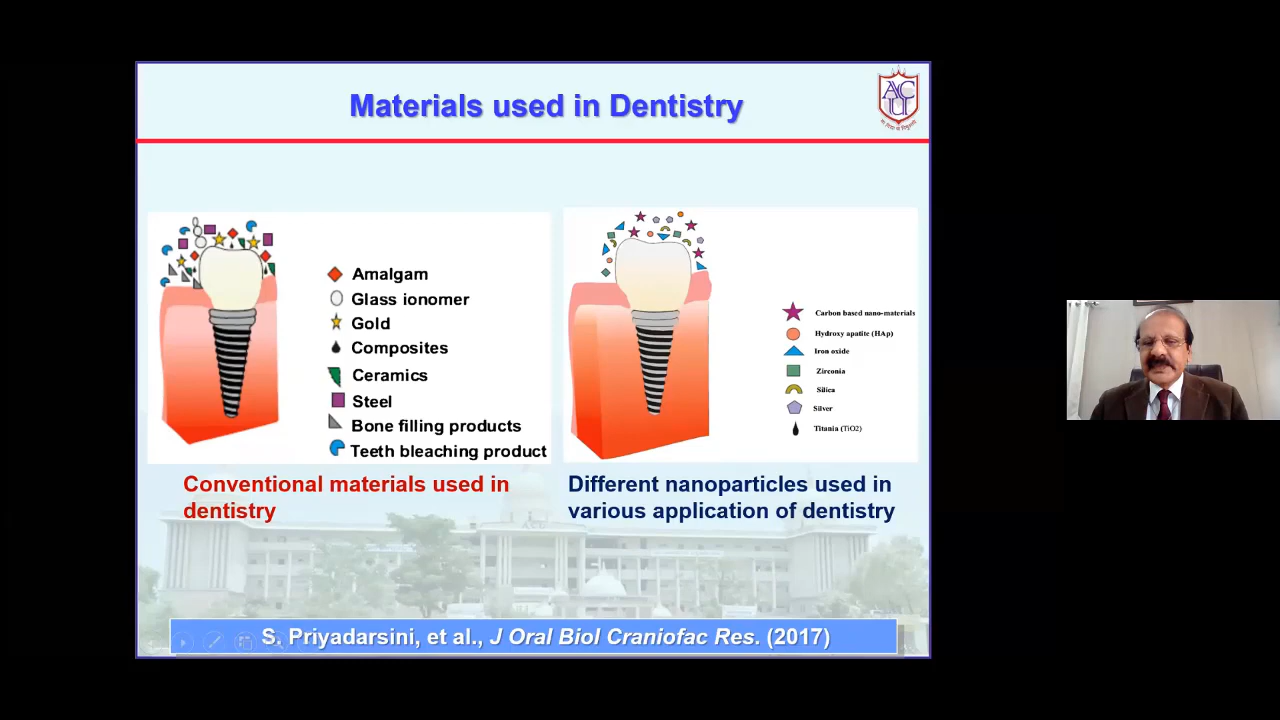 Materials used in Dentistry
ACU
Amalgam
Glass ionomer
Gold
Composites
Ceramics
Steel
Bone filling products
Teeth bleaching product
Conventional materials used in
dentistry
Carbon based nano-materials
Hydroxy apatite (HAp)
Iron oxide
Zirconia
Silica
Silver
Titania (TiO2)
Different nanoparticles used in
various application of dentistry
S. Priyadarsini, et al., J Oral Biol Craniofac Res. (2017)